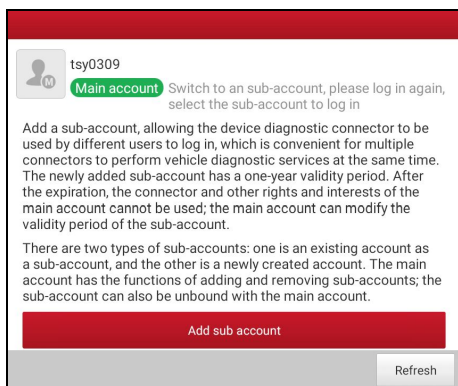 tsy0309
M
Main account Switch to an sub-account, please log in again,
select the sub-account to log in
Add a sub-account, allowing the device diagnostic connector to be
used by different users to log in, which is convenient for multiple
connectors to perform vehicle diagnostic services at the same time.
The newly added sub-account has a one-year validity period. After
the expiration, the connector and other rights and interests of the
main account cannot be used; the main account can modify the
validity period of the sub-account.
There are two types of sub-accounts: one is an existing account as
a sub-account, and the other is a newly created account. The main
account has the functions of adding and removing sub-accounts; the
sub-account can also be unbound with the main account.
Add sub account
Refresh